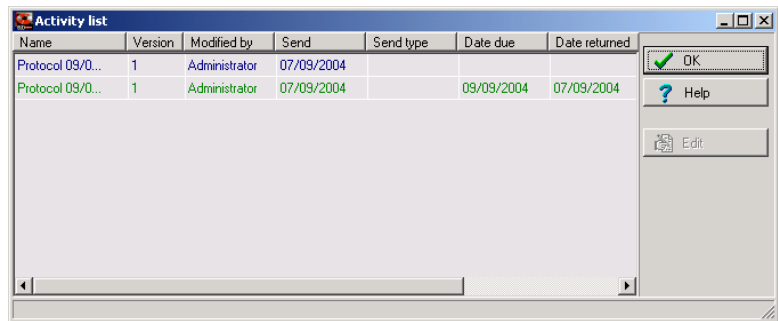 Activity list
Name Version Modified by Send Send type Date due Date returned
Protocol 09/0... 1 Administrator 07/09/2004
Protocol 09/0... 1 Administrator 07/09/2004 09/09/2004 07/09/2004
OK
Help
Edit